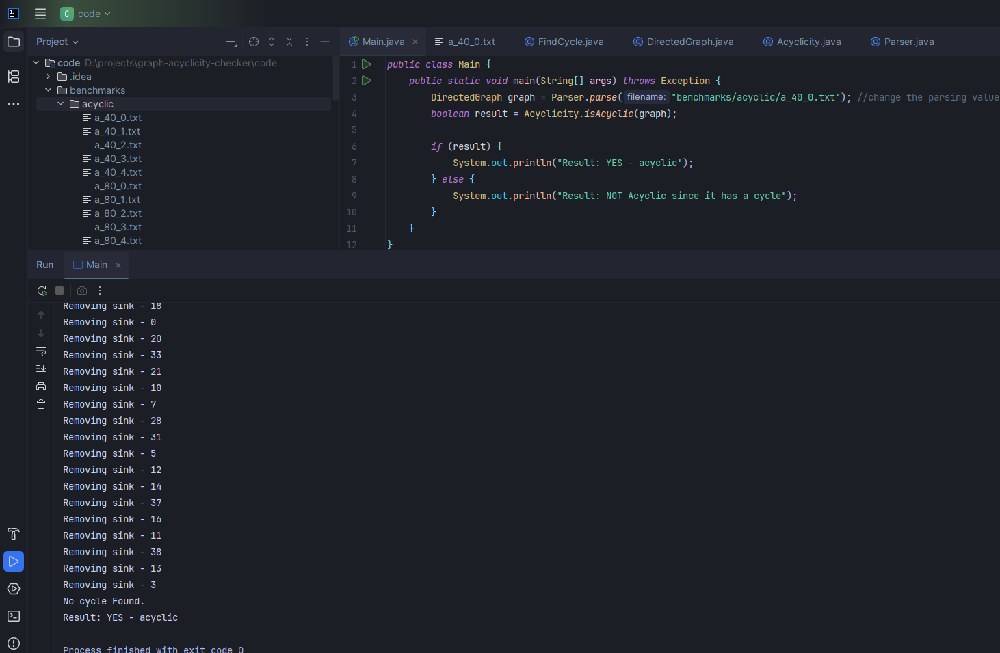 C code
Project
Main.java
a_40_0.txt
FindCycle.java
DirectedGraph.java
Acyclicity.java
Parser.java
code D:\projects\graph-acyclicity-checker\code
.idea
benchmarks
acyclic
a_40_0.txt
a_40_1.txt
a_40_2.txt
a_40_3.txt
a_40_4.txt
a_80_0.txt
a_80_1.txt
a_80_2.txt
a_80_3.txt
a_80_4.txt
1 public class Main {
2 public static void main(String[] args) throws Exception {
3 DirectedGraph graph = Parser.parse( filename: "benchmarks/acyclic/a_40_0.txt"); //change the parsing value
4 boolean result = Acyclicity.isAcyclic(graph);
5
6 if (result) {
7 System.out.println("Result: YES - acyclic");
8 } else {
9 System.out.println("Result: NOT Acyclic since it has a cycle");
10 }
11 }
12 }
Run Main
Removing sink - 18
Removing sink - 0
Removing sink - 20
Removing sink - 33
Removing sink - 21
Removing sink - 10
Removing sink - 7
Removing sink - 28
Removing sink - 31
Removing sink - 5
Removing sink - 12
Removing sink - 14
Removing sink - 37
Removing sink - 16
Removing sink - 11
Removing sink - 38
Removing sink - 13
Removing sink - 3
No cycle Found.
Result: YES - acyclic
Process finished with exit code 0